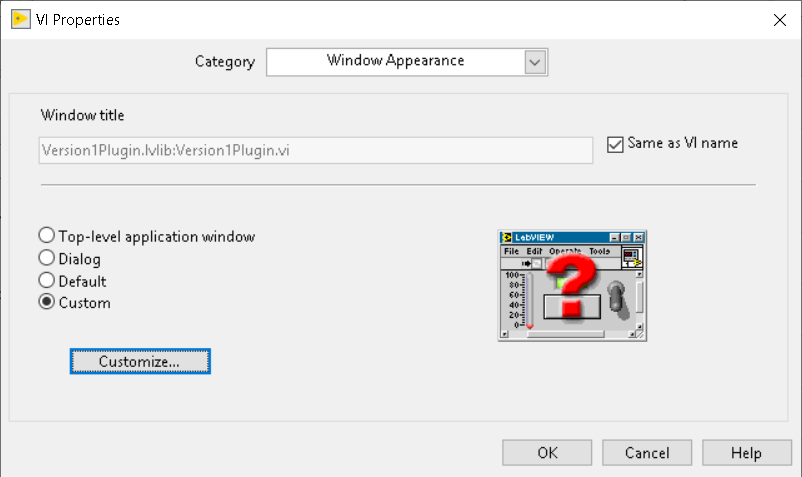 VI Properties
Category Window Appearance
Window title
Version1Plugin.lvlib:Version1Plugin.vi Same as VI name
Top-level application window
Dialog
Default
Custom
Customize...
LabVIEW
File Edit Operate Tools
100
80
60
40
20
0
?
1
OK Cancel Help